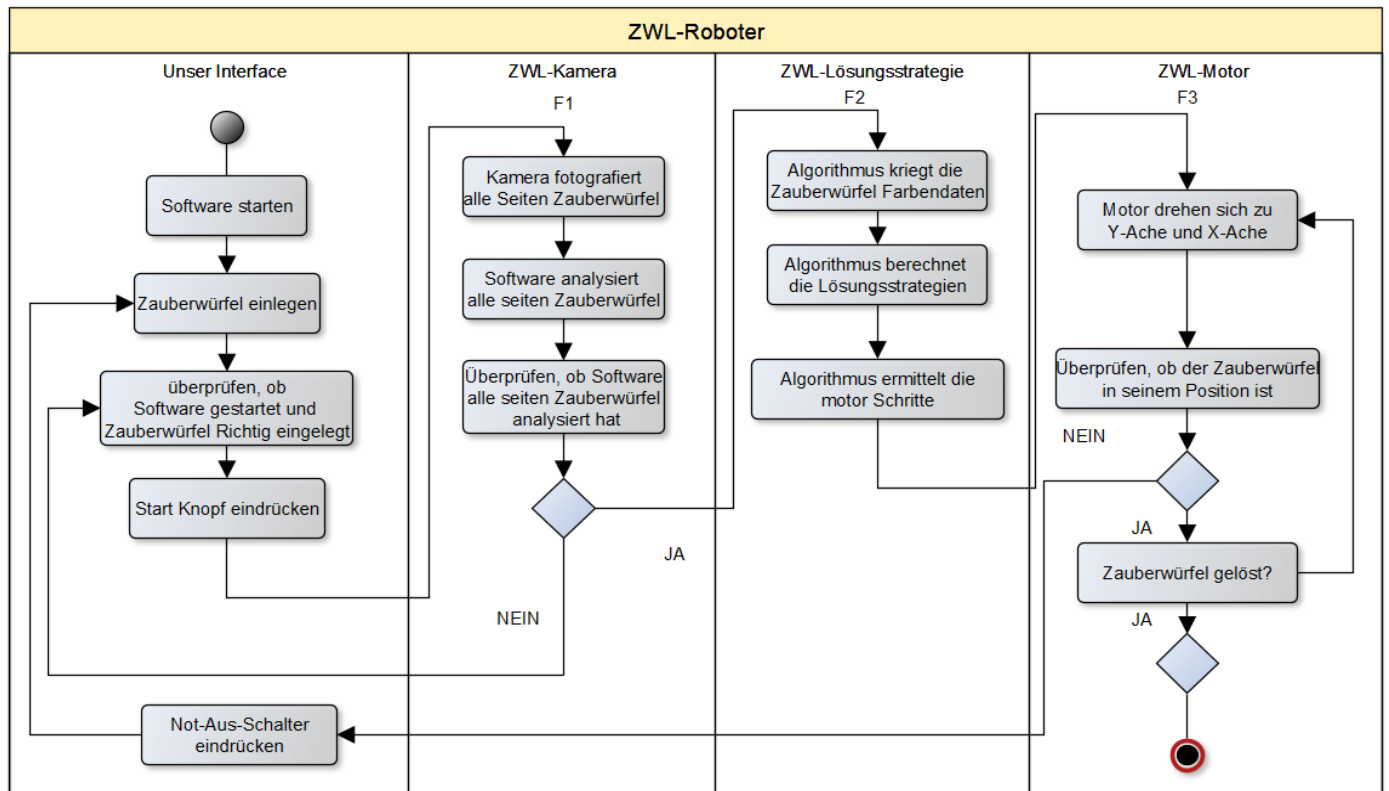 ZWL-Roboter
Unser Interface
Software starten
Zauberwürfel einlegen
überprüfen, ob
Software gestartet und
Zauberwürfel Richtig eingelegt
Start Knopf eindrücken
Not-Aus-Schalter
eindrücken
ZWL-Kamera
F1
Kamera fotografiert
alle Seiten Zauberwürfel
Software analysiert
alle seiten Zauberwürfel
Überprüfen, ob Software
alle seiten Zauberwürfel
analysiert hat
JA
NEIN
ZWL-Lösungsstrategie
F2
Algorithmus kriegt die
Zauberwürfel Farbendaten
Algorithmus berechnet
die Lösungsstrategien
Algorithmus ermittelt die
motor Schritte
ZWL-Motor
F3
Motor drehen sich zu
Y-Ache und X-Ache
Überprüfen, ob der Zauberwürfel
in seinem Position ist
NEIN
JA
Zauberwürfel gelöst?
JA